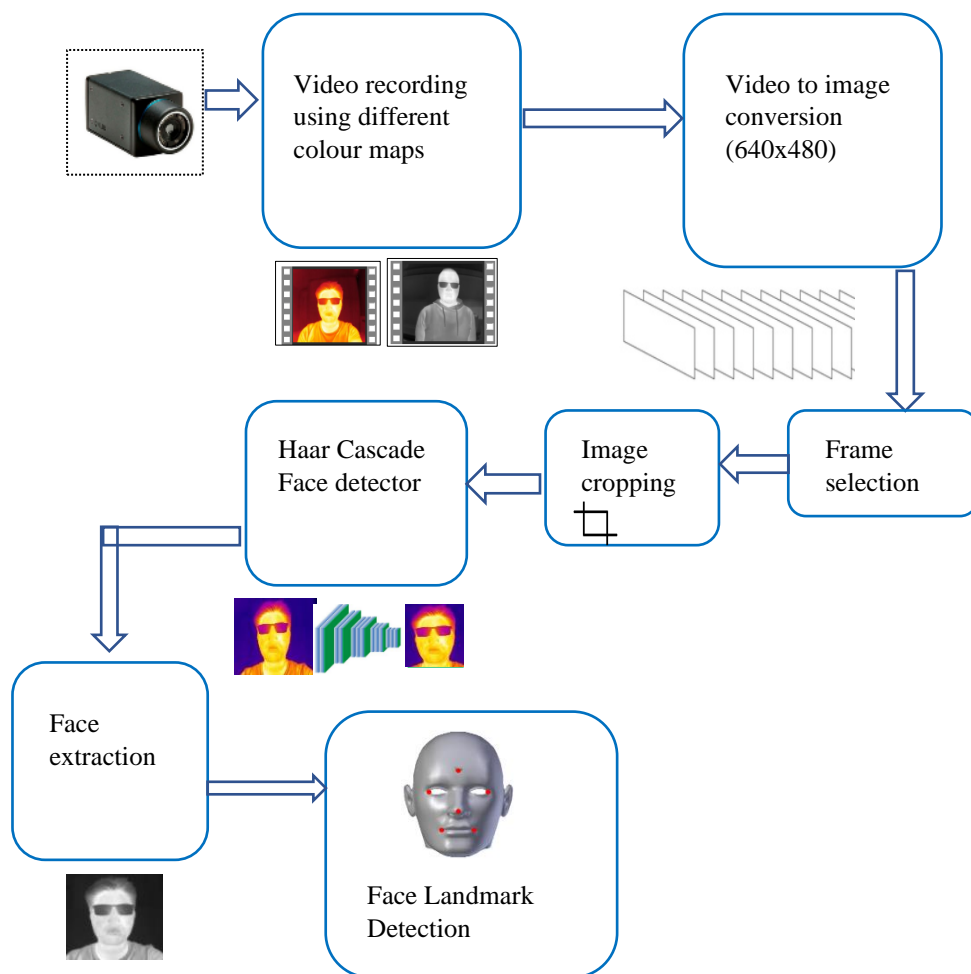 Video recording
using different
colour maps
Video to image
conversion
(640x480)
Frame
selection
Image
cropping
Haar Cascade
Face detector
Face
extraction
Face Landmark
Detection